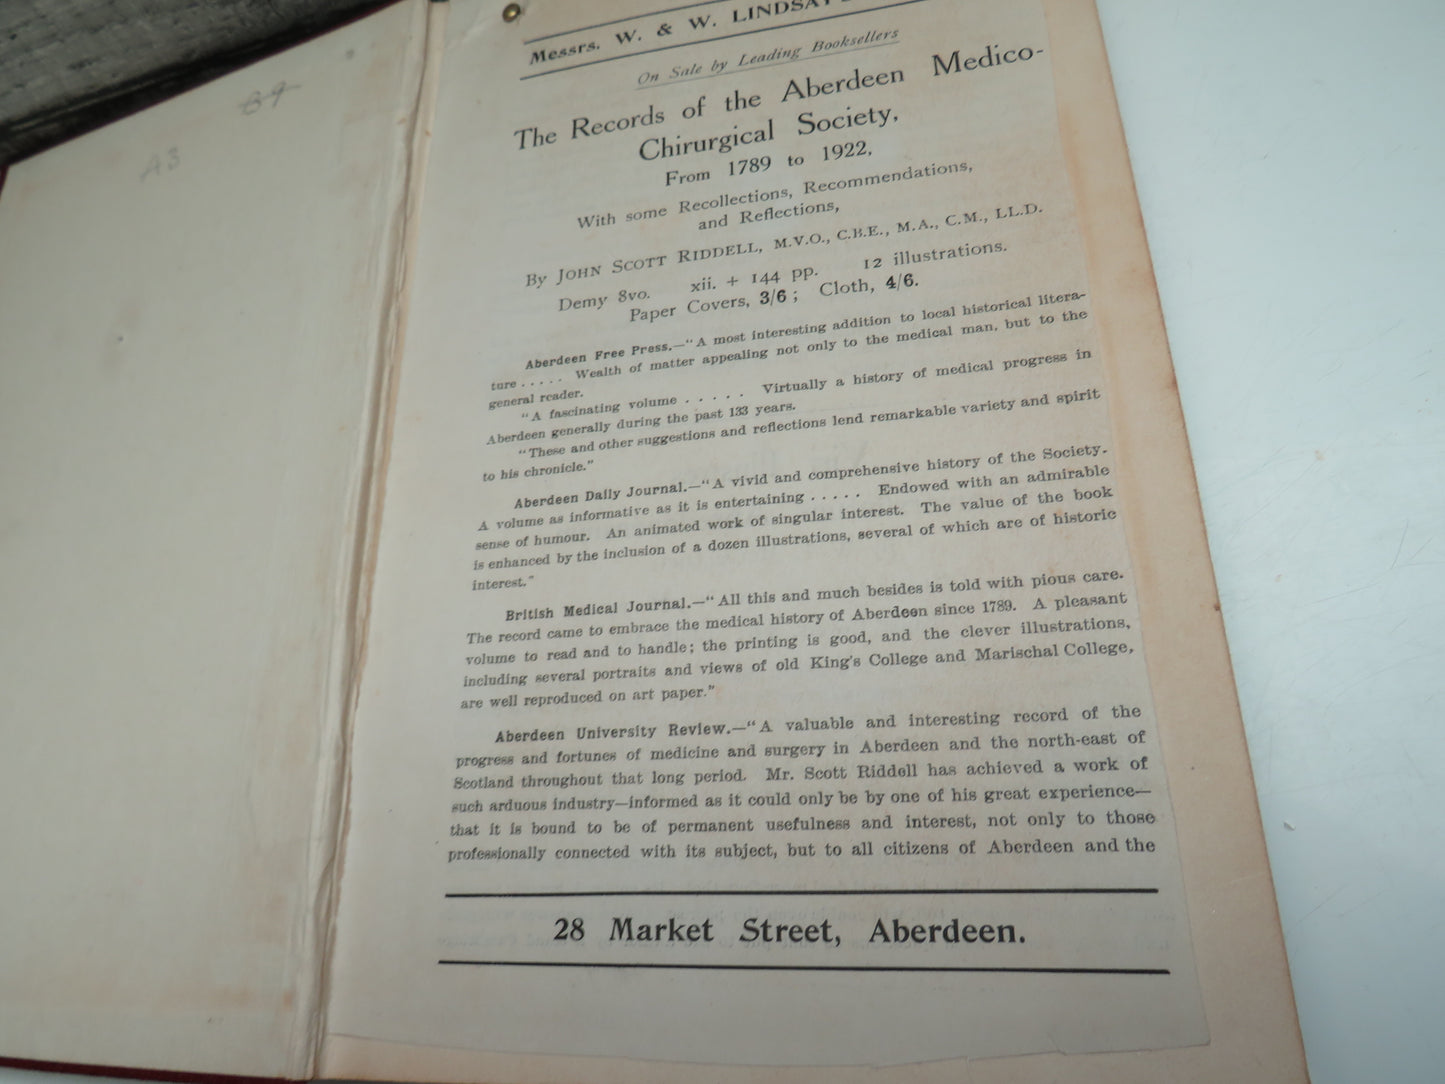 89
A3
Messrs. W. & W. LINDSAY
On Sale by Leading Booksellers
The Records of the Aberdeen Medico-
Chirurgical Society,
From 1789 to 1922,
With some Recollections, Recommendations,
and Reflections,
By JOHN SCOTT RIDDELL, M.V.O., C.B.E., M.A., C.M., LL.D.
Demy 8vo. xii. + 144 pp. 12 illustrations.
Paper Covers, 3/6 ; Cloth, 4/6.
Aberdeen Free Press.—"A most interesting addition to local historical litera-
ture . . . . . Wealth of matter appealing not only to the medical man, but to the
general reader.
"A fascinating volume . . . . . Virtually a history of medical progress in
Aberdeen generally during the past 133 years.
"These and other suggestions and reflections lend remarkable variety and spirit
to his chronicle."
Aberdeen Daily Journal.—"A vivid and comprehensive history of the Society.
A volume as informative as it is entertaining . . . . . Endowed with an admirable
sense of humour. An animated work of singular interest. The value of the book
is enhanced by the inclusion of a dozen illustrations, several of which are of historic
interest."
British Medical Journal.—"All this and much besides is told with pious care.
The record came to embrace the medical history of Aberdeen since 1789. A pleasant
volume to read and to handle; the printing is good, and the clever illustrations,
including several portraits and views of old King's College and Marischal College,
are well reproduced on art paper."
Aberdeen University Review.—"A valuable and interesting record of the
progress and fortunes of medicine and surgery in Aberdeen and the north-east of
Scotland throughout that long period. Mr. Scott Riddell has achieved a work of
such arduous industry—informed as it could only be by one of his great experience—
that it is bound to be of permanent usefulness and interest, not only to those
professionally connected with its subject, but to all citizens of Aberdeen and the
28 Market Street, Aberdeen.